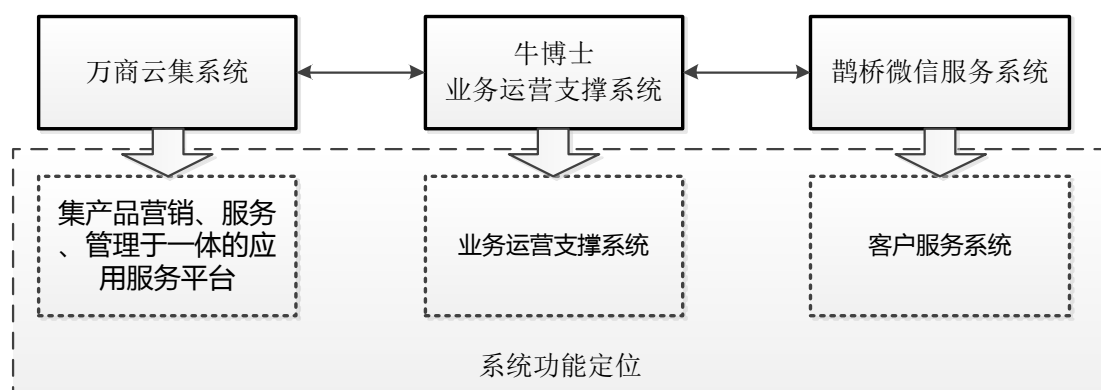 万商云集系统
牛博士
业务运营支撑系统
鹊桥微信服务系统
集产品营销、服务
、管理于一体的应
用服务平台
业务运营支撑系统
客户服务系统
系统功能定位